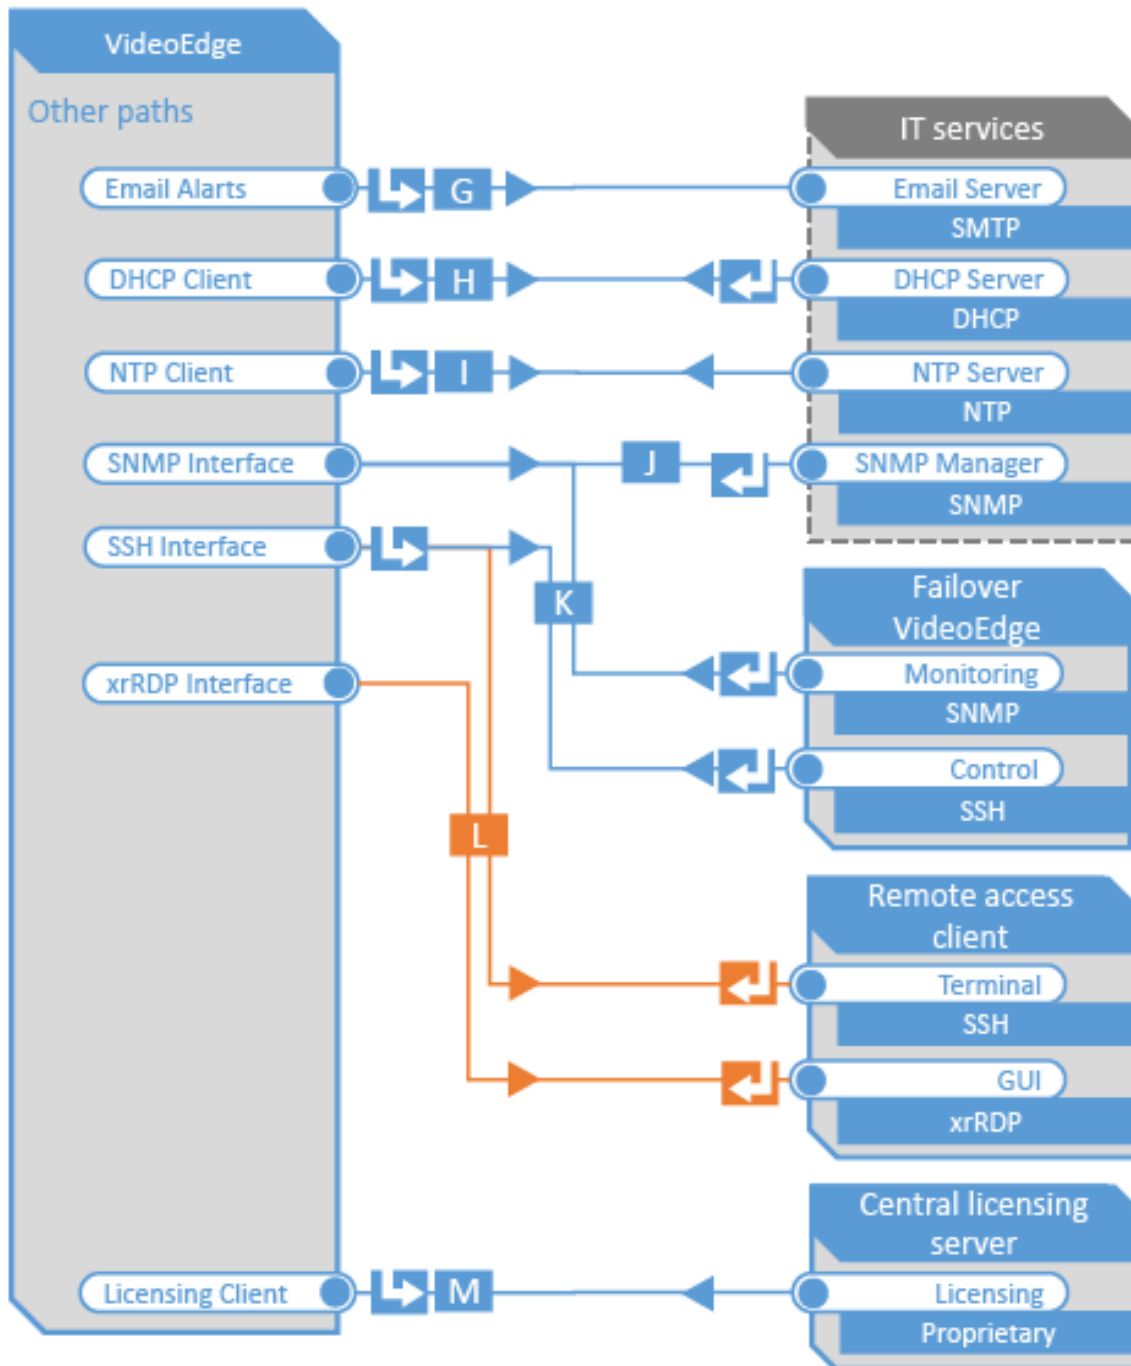 VideoEdge
Other paths
IT services
Email Alarts
G
Email Server
SMTP
DHCP Client
H
DHCP Server
DHCP
NTP Client
I
NTP Server
NTP
SNMP Interface
J
SNMP Manager
SNMP
SSH Interface
K
Failover
VideoEdge
xrRDP Interface
Monitoring
SNMP
Control
SSH
L
Remote access
client
Terminal
SSH
GUI
xrRDP
Central licensing
server
Licensing Client
M
Licensing
Proprietary